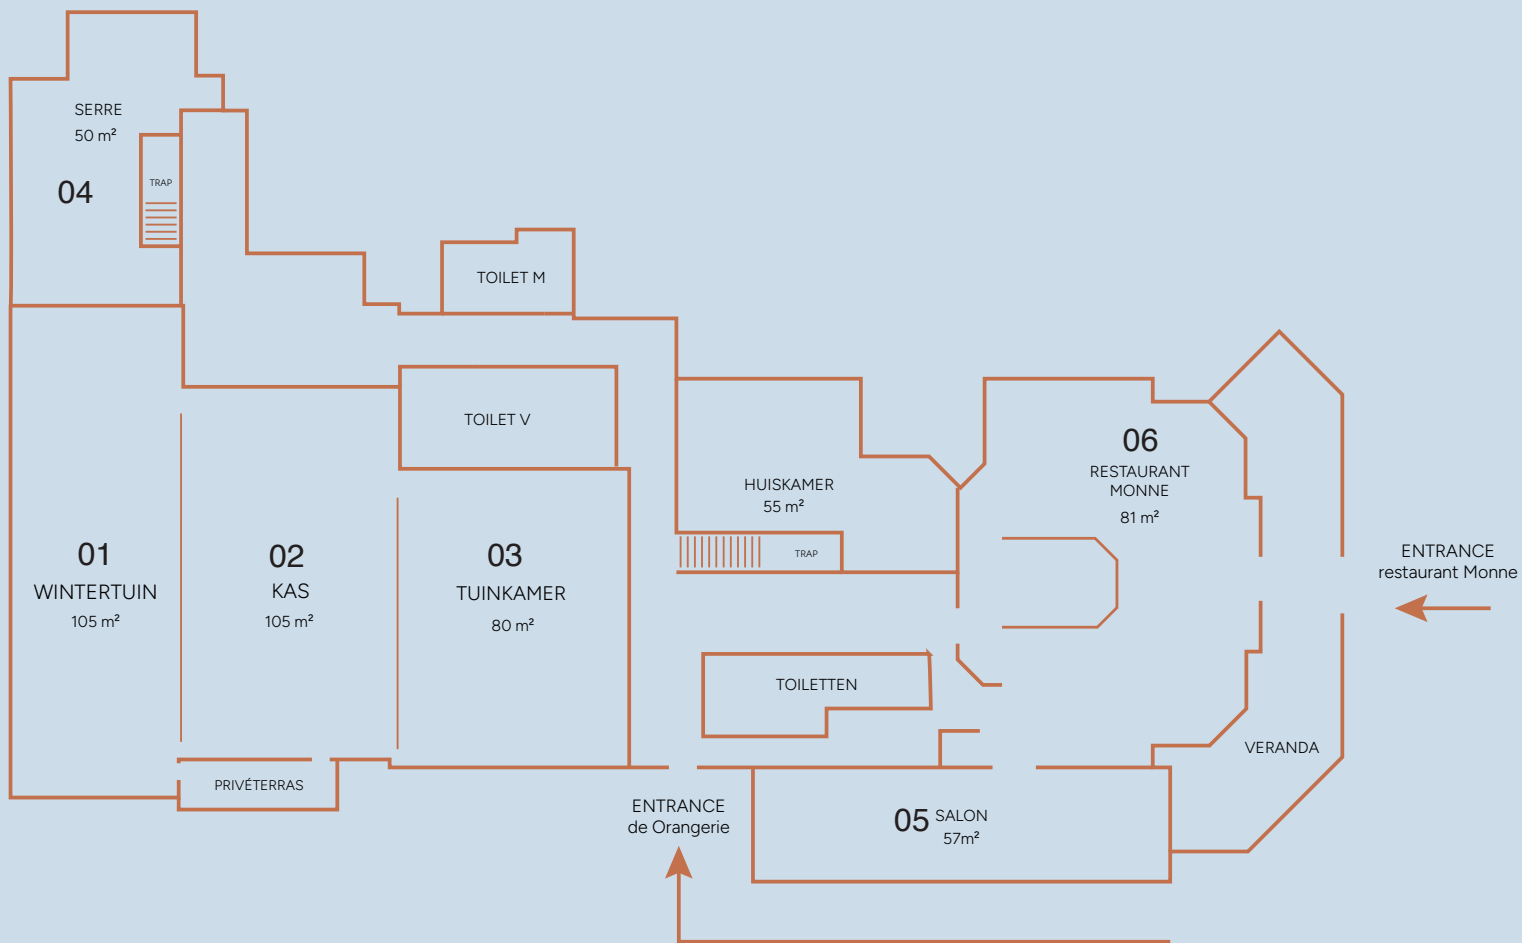 SERRE
50 m²
04
TRAP
TOILET M
TOILET V
01
WINTERTUIN
105 m²
02
KAS
105 m²
03
TUINKAMER
80 m²
PRIVÉTERRAS
HUISKAMER
55 m²
TRAP
06
RESTAURANT
MONNE
81 m²
ENTRANCE
restaurant Monne
TOILETTEN
VERANDA
ENTRANCE
de Orangerie
05 SALON
57m²